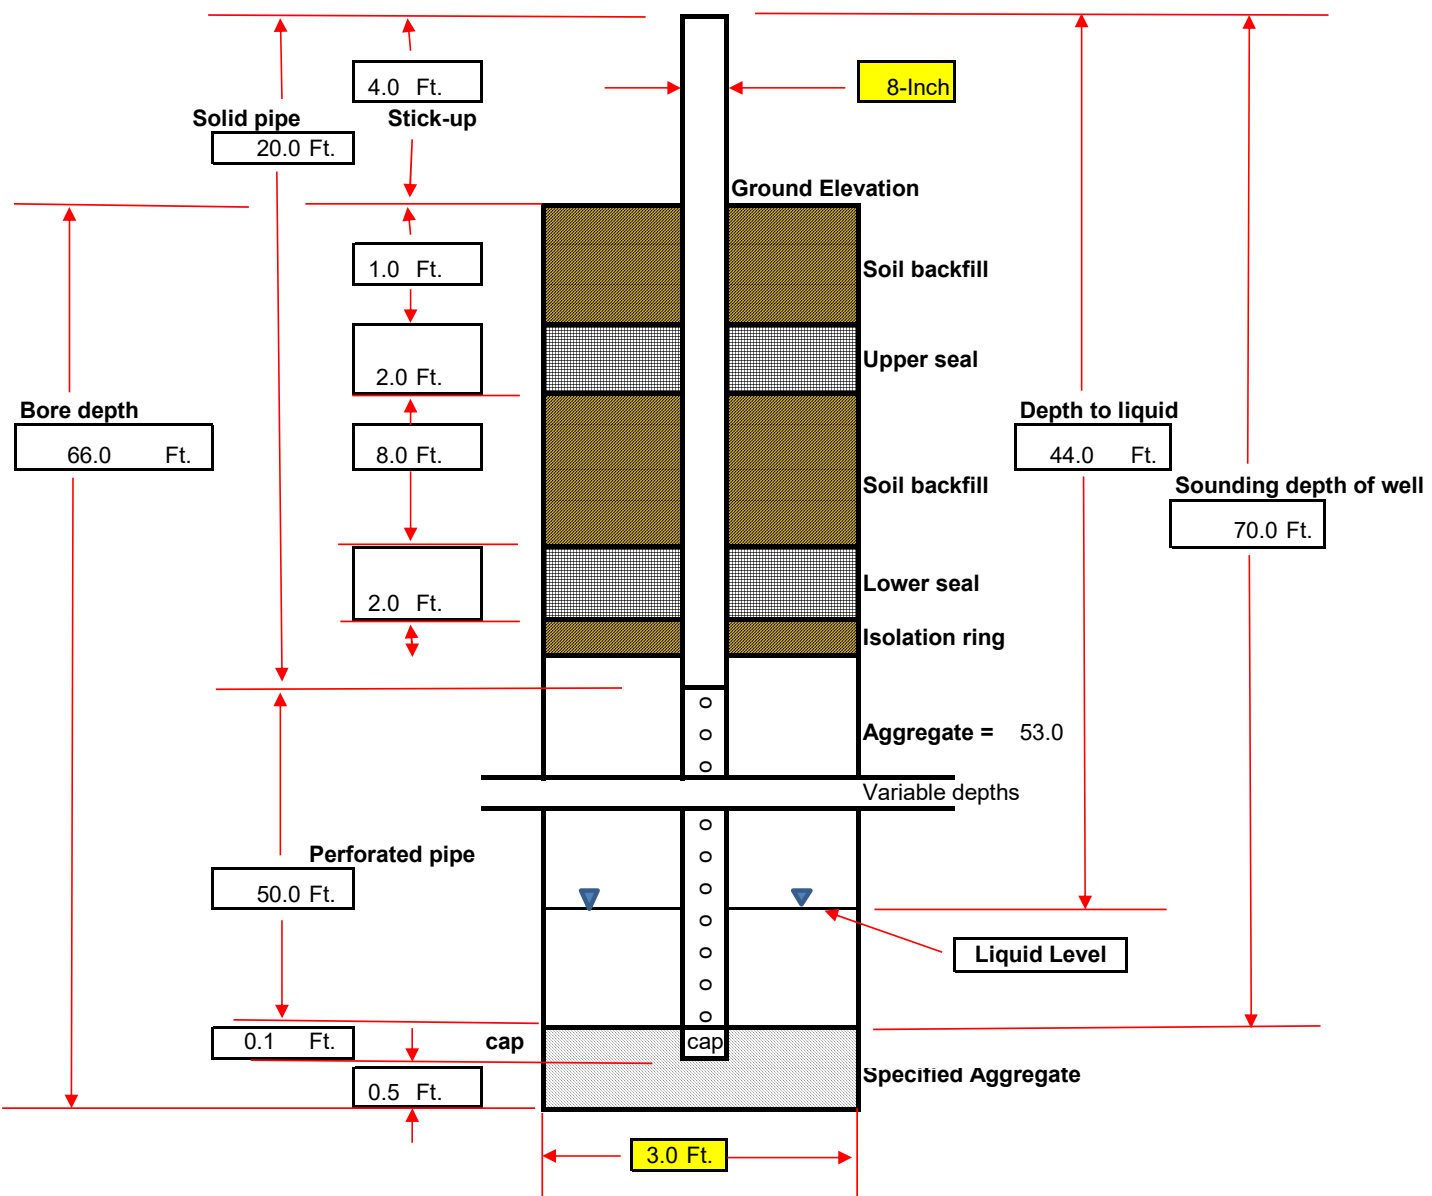 4.0 Ft.
8-Inch
Solid pipe
Stick-up
20.0 Ft.
Ground Elevation
1.0 Ft.
Soil backfill
2.0 Ft.
Upper seal
Bore depth
66.0 Ft.
8.0 Ft.
Depth to liquid
44.0 Ft.
Soil backfill
Sounding depth of well
70.0 Ft.
2.0 Ft.
Lower seal
Isolation ring
Aggregate = 53.0
Variable depths
Perforated pipe
50.0 Ft.
Liquid Level
0.1 Ft.
cap
cap
0.5 Ft.
Specified Aggregate
3.0 Ft.